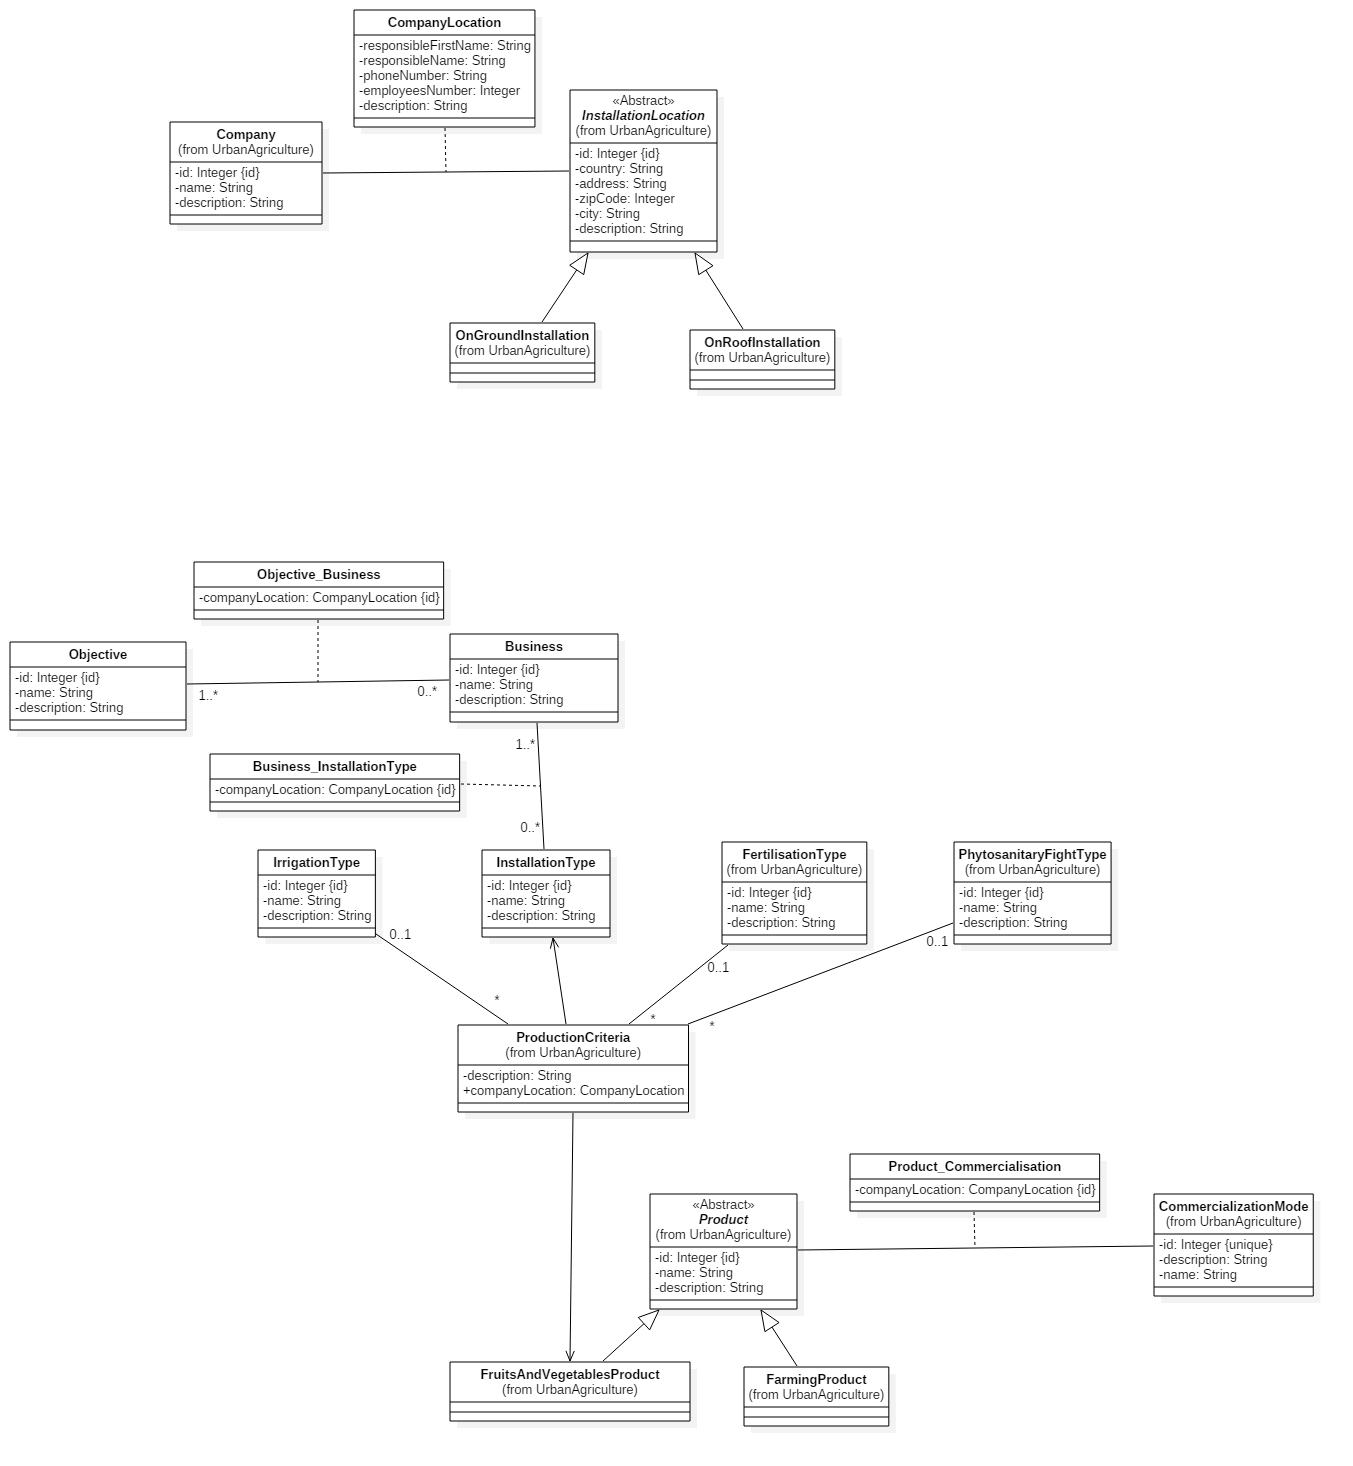 CompanyLocation
-responsibleFirstName: String
-responsibleName: String
-phoneNumber: String
-employeesNumber: Integer
-description: String
«Abstract»
InstallationLocation
(from UrbanAgriculture)
-id: Integer {id}
-country: String
-address: String
-zipCode: Integer
-city: String
-description: String
Company
(from UrbanAgriculture)
-id: Integer {id}
-name: String
-description: String
OnGroundInstallation
(from UrbanAgriculture)
OnRoofInstallation
(from UrbanAgriculture)
Objective_Business
-companyLocation: CompanyLocation {id}
Objective
-id: Integer {id}
-name: String
-description: String
1..*
0..*
Business
-id: Integer {id}
-name: String
-description: String
1..*
Business_InstallationType
-companyLocation: CompanyLocation {id}
0..*
IrrigationType
-id: Integer {id}
-name: String
-description: String
0..1
*
InstallationType
-id: Integer {id}
-name: String
-description: String
FertilisationType
(from UrbanAgriculture)
-id: Integer {id}
-name: String
-description: String
0..1
*
PhytosanitaryFightType
(from UrbanAgriculture)
-id: Integer {id}
-name: String
-description: String
0..1
*
ProductionCriteria
(from UrbanAgriculture)
-description: String
+companyLocation: CompanyLocation
Product_Commercialisation
-companyLocation: CompanyLocation {id}
«Abstract»
Product
(from UrbanAgriculture)
-id: Integer {id}
-name: String
-description: String
CommercializationMode
(from UrbanAgriculture)
-id: Integer {unique}
-description: String
-name: String
FruitsAndVegetablesProduct
(from UrbanAgriculture)
FarmingProduct
(from UrbanAgriculture)